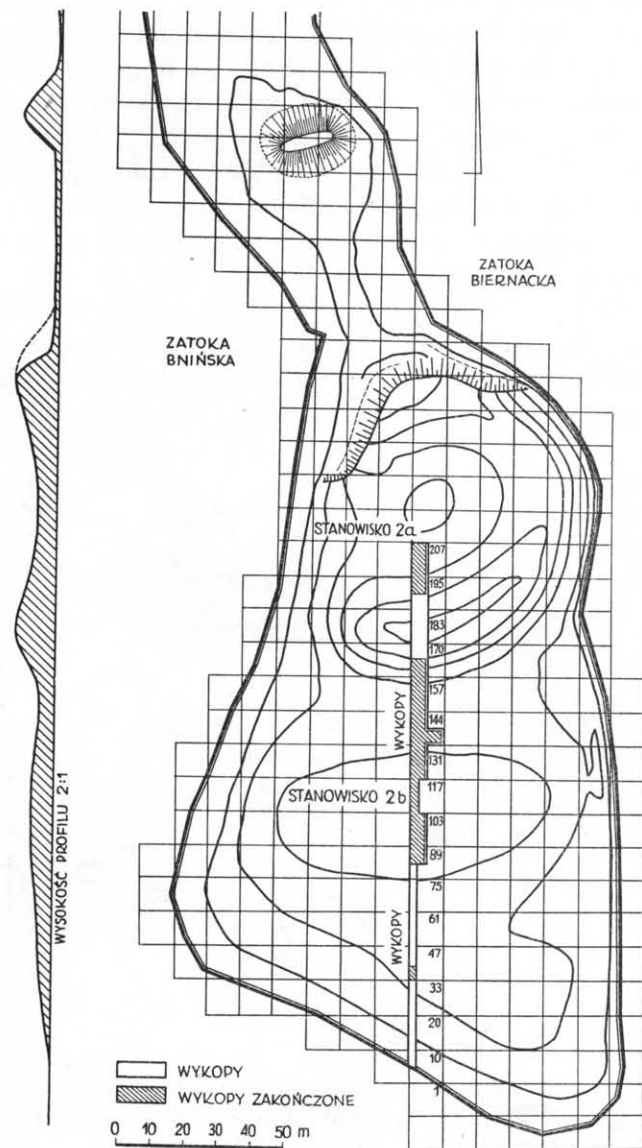 ZATOKA
BIERNACKA
ZATOKA
BNIŃSKA
STANOWISKO 2a
207
195
183
170
157
WYKOPY
144
131
STANOWISKO 2b
117
103
89
75
WYKOPY
61
47
33
20
10
1
WYSOKOŚĆ PROFILU 2:1
WYKOPY
WYKOPY ZAKOŃCZONE
0 10 20 30 40 50 m